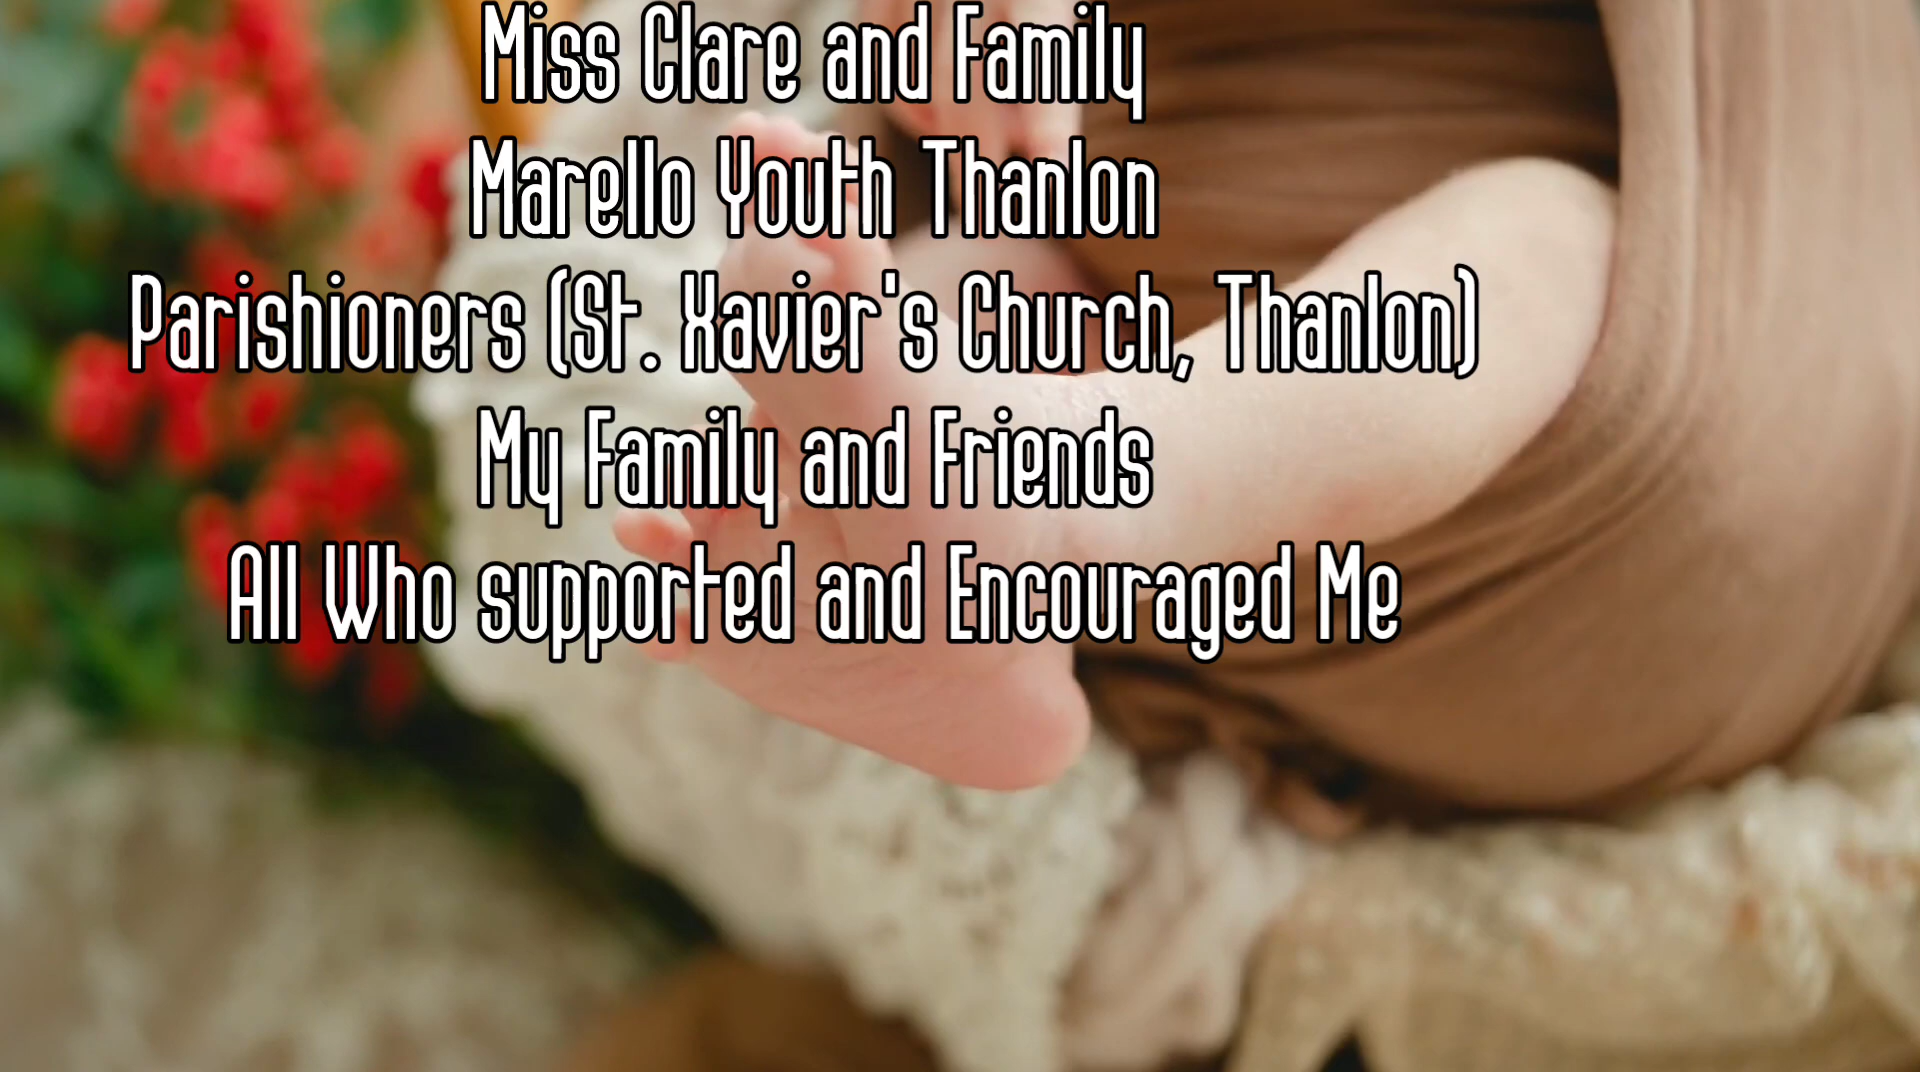 Miss Clare and Family
Marello Youth Thanlon
Parishioners (St. Xavier's Church, Thanlon)
My Family and Friends
All Who supported and Encouraged Me